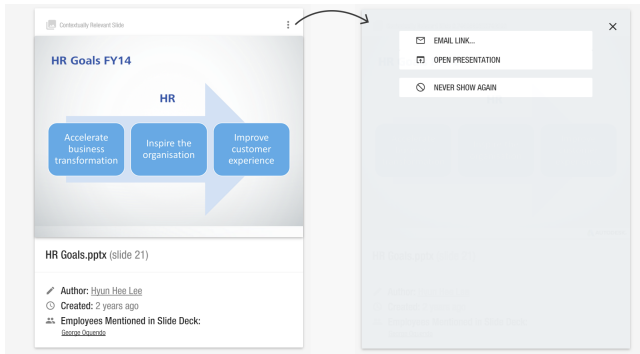 Contextually Relevant Slide
HR Goals FY14
HR
Accelerate
business
transformation
Inspire the
organisation
Improve
customer
experience
HR Goals.pptx (slide 21)
Author: Hyun Hee Lee
Created: 2 years ago
Employees Mentioned in Slide Deck:
George Oquendo
EMAIL LINK...
OPEN PRESENTATION
NEVER SHOW AGAIN